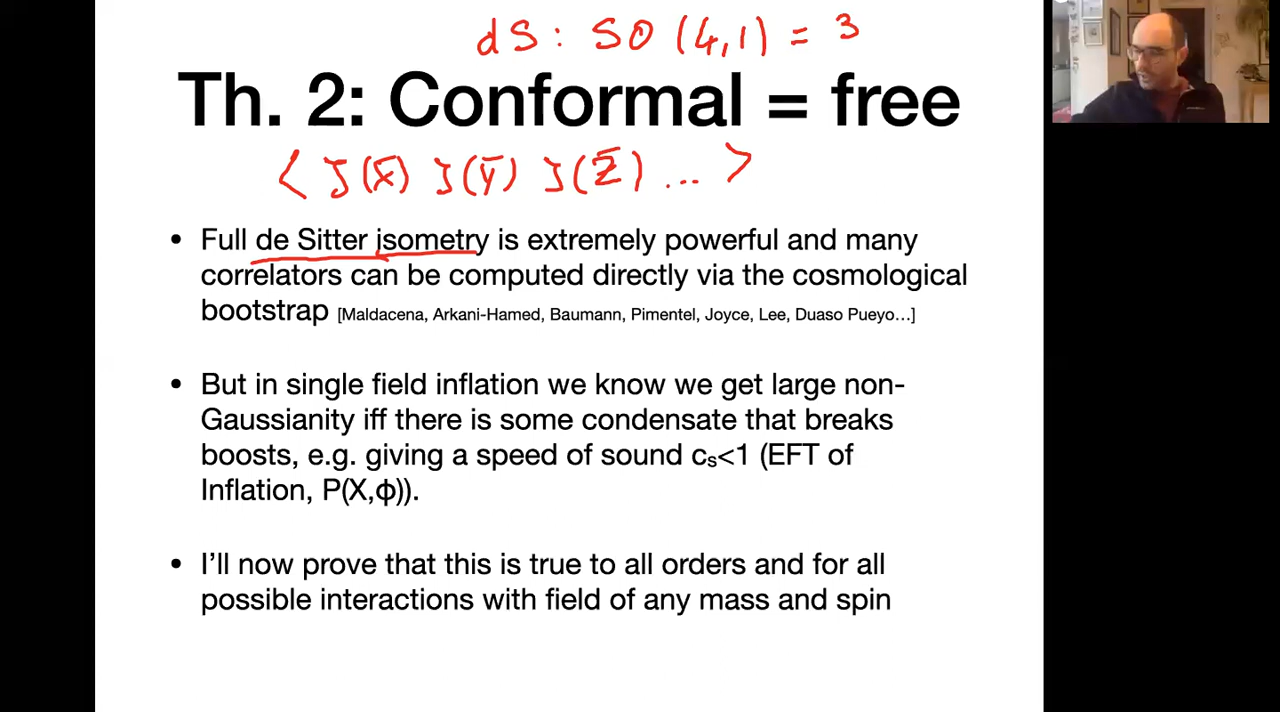 dS: SO(4,1) = 3
Th. 2: Conformal = free
< ζ(x̄) ζ(ȳ) ζ(z̄) ... >
• Full de Sitter isometry is extremely powerful and many
correlators can be computed directly via the cosmological
bootstrap [Maldacena, Arkani-Hamed, Baumann, Pimentel, Joyce, Lee, Duaso Pueyo…]
• But in single field inflation we know we get large non-
Gaussianity iff there is some condensate that breaks
boosts, e.g. giving a speed of sound cₛ<1 (EFT of
Inflation, P(X,ϕ)).
• I’ll now prove that this is true to all orders and for all
possible interactions with field of any mass and spin